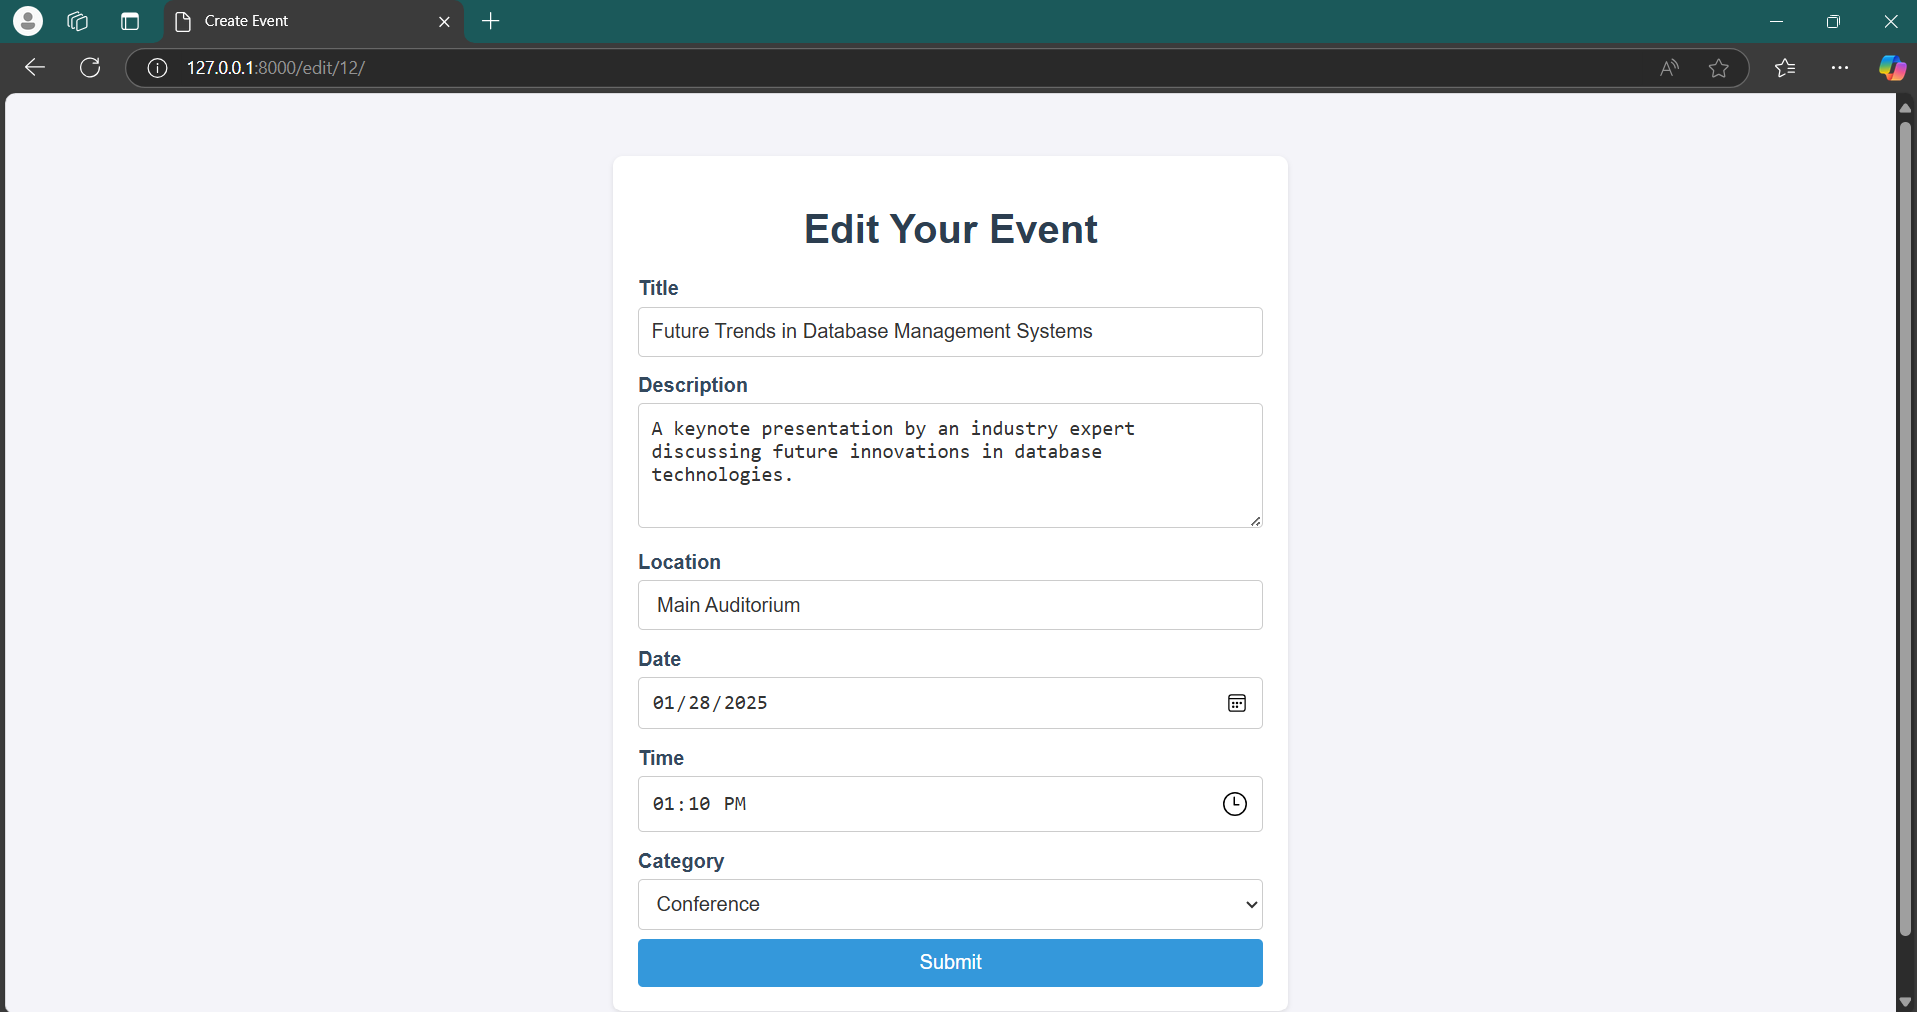 Create Event
127.0.0.1:8000/edit/12/
Edit Your Event
Title
Future Trends in Database Management Systems
Description
A keynote presentation by an industry expert
discussing future innovations in database
technologies.
Location
Main Auditorium
Date
01/28/2025
Time
01:10 PM
Category
Conference
Submit